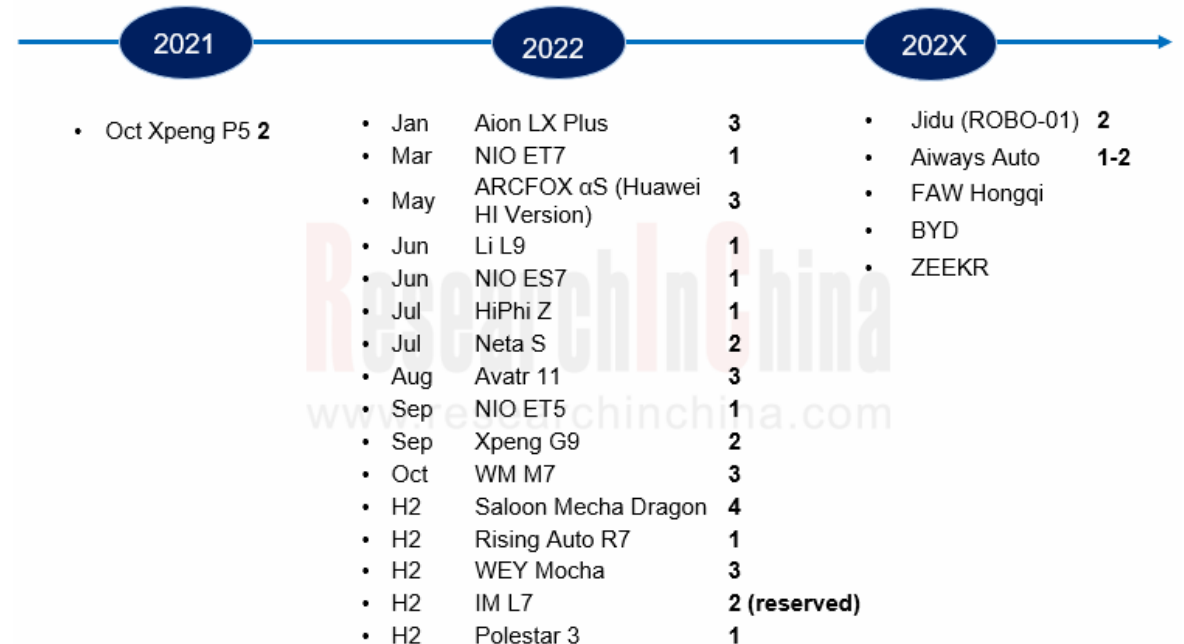 2021
2022
202X
• Oct Xpeng P5 2
• Jan Aion LX Plus 3
• Mar NIO ET7 1
• May ARCFOX αS (Huawei
HI Version) 3
• Jun Li L9 1
• Jun NIO ES7 1
• Jul HiPhi Z 1
• Jul Neta S 2
• Aug Avatr 11 3
• Sep NIO ET5 1
• Sep Xpeng G9 2
• Oct WM M7 3
• H2 Saloon Mecha Dragon 4
• H2 Rising Auto R7 1
• H2 WEY Mocha 3
• H2 IM L7 2 (reserved)
• H2 Polestar 3 1
• Jidu (ROBO-01) 2
• Aiways Auto 1-2
• FAW Hongqi
• BYD
• ZEEKR
ResearchInChina
www.researchinchina.com